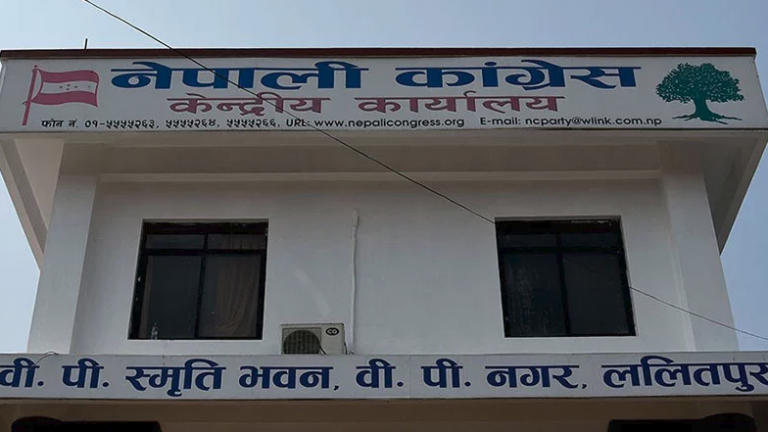 नेपाली कांग्रेस
केन्द्रीय कार्यालय
फोन नं. ०१-५५५५२६३, ५५५५२६४, ५५५५२६६, URL: www.nepalicongress.org E-mail: ncparty@wlink.com.np
वी. पी. स्मृति भवन, वी. पी. नगर, ललितपुर